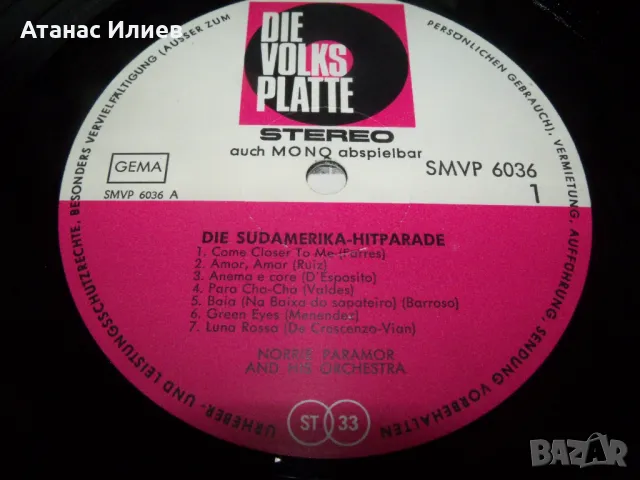 Атанас Илиев
DIE
VOLKS
PLATTE
STEREO
auch MONO abspielbar
GEMA
SMVP 6036 A
SMVP 6036
1
DIE SÜDAMERIKA-HITPARADE
1. Come Closer To Me (Farres)
2. Amor, Amar (Ruiz)
3. Anema e core (D'Esposito)
4. Para Cha-Cha (Valdes)
5. Baia (Na Baixa do sapateiro) (Barroso)
6. Green Eyes (Menendez)
7. Luna Rossa (De Crescenzo-Vian)
NORRIE PARAMOR
AND HIS ORCHESTRA
ST 33
URHEBER- UND LEISTUNGSSCHUTZRECHTE, BESONDERS VERVIELFÄLTIGUNG (AUSSER ZUM PERSÖNLICHEN GEBRAUCH), VERMIETUNG, AUFFÜHRUNG, SENDUNG VORBEHALTEN
BAZAR